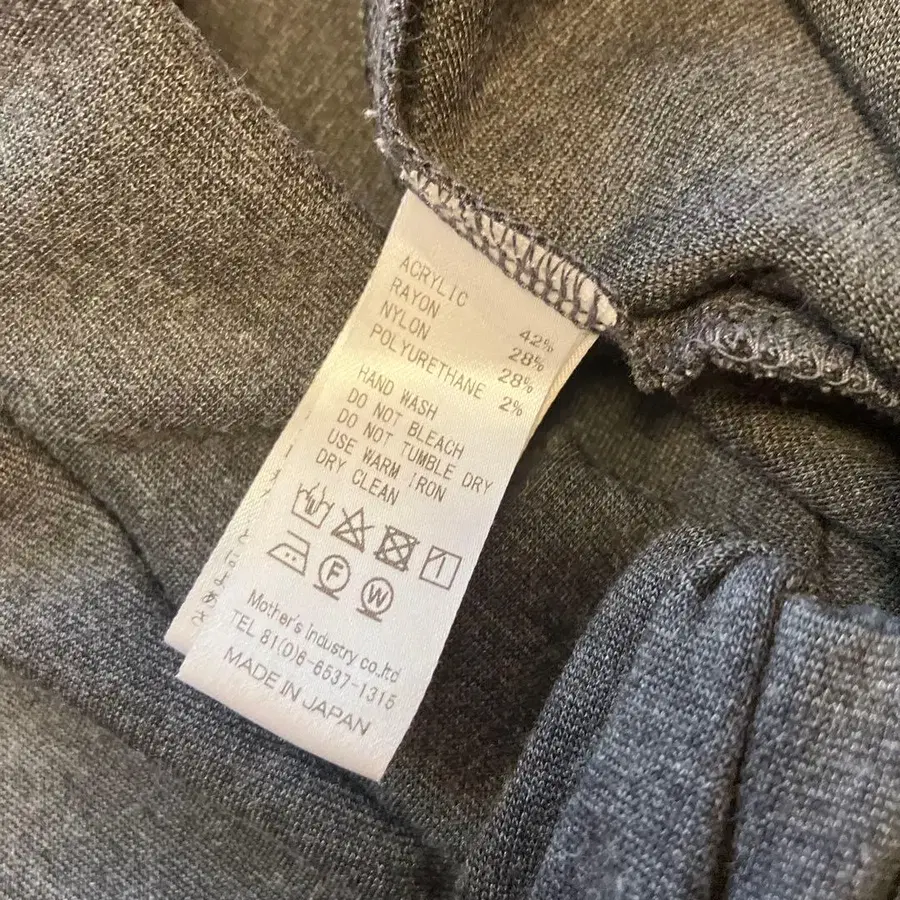 ACRYLIC 42%
RAYON 28%
NYLON 28%
POLYURETHANE 2%
HAND WASH
DO NOT BLEACH
DO NOT TUMBLE DRY
USE WARM IRON
DRY CLEAN
F
W
Mother's industry co.,ltd
TEL 81(0)6-6537-1315
MADE IN JAPAN